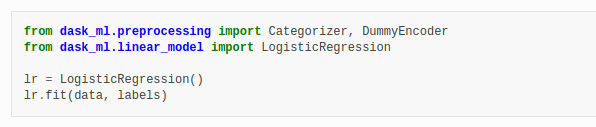 from dask_ml.preprocessing import Categorizer, DummyEncoder
from dask_ml.linear_model import LogisticRegression
lr = LogisticRegression()
lr.fit(data, labels)